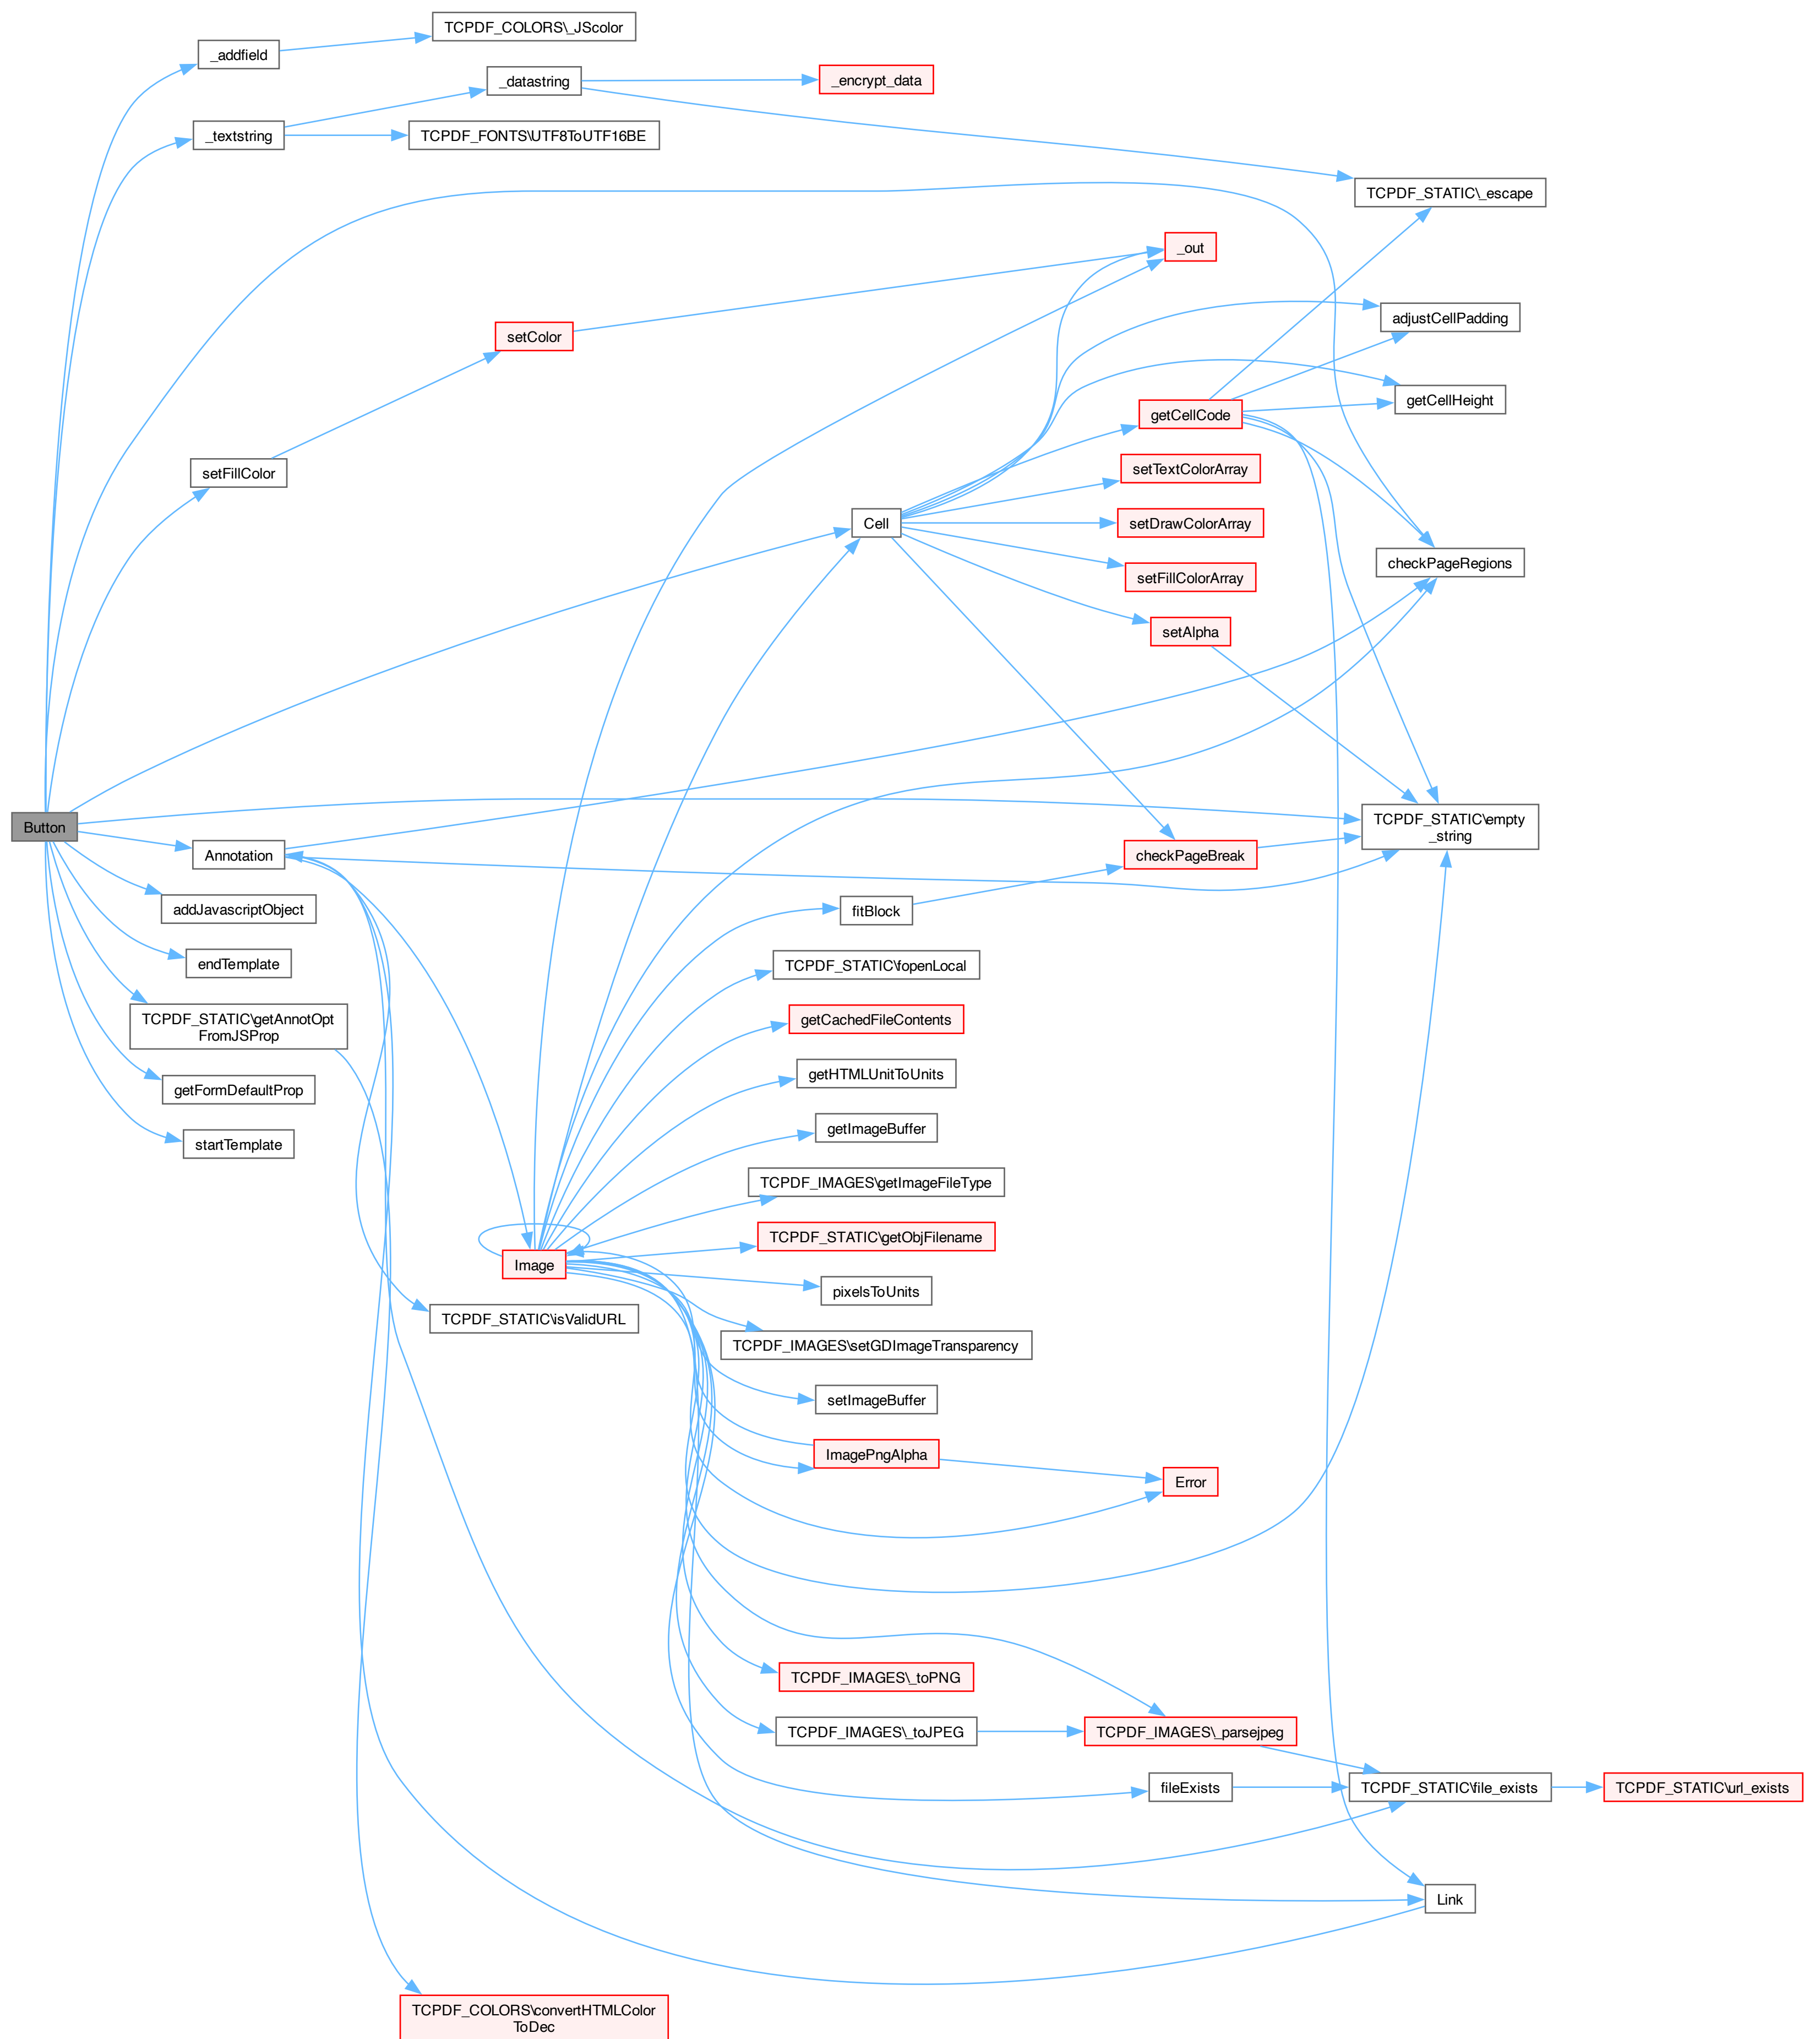 TCPDF_COLORS\_JScolor
_addfield
_datastring
_encrypt_data
_textstring
TCPDF_FONTS\UTF8ToUTF16BE
TCPDF_STATIC\_escape
_out
adjustCellPadding
setColor
getCellHeight
getCellCode
setTextColorArray
setFillColor
Cell
setDrawColorArray
checkPageRegions
setFillColorArray
setAlpha
TCPDF_STATIC\empty
_string
Button
Annotation
checkPageBreak
addJavascriptObject
fitBlock
endTemplate
TCPDF_STATIC\fopenLocal
TCPDF_STATIC\getAnnotOpt
FromJSProp
getCachedFileContents
getHTMLUnitToUnits
getFormDefaultProp
getImageBuffer
startTemplate
TCPDF_IMAGES\getImageFileType
TCPDF_STATIC\getObjFilename
Image
pixelsToUnits
TCPDF_STATIC\isValidURL
TCPDF_IMAGES\setGDImageTransparency
setImageBuffer
ImagePngAlpha
Error
TCPDF_IMAGES\_toPNG
TCPDF_IMAGES\_toJPEG
TCPDF_IMAGES\_parsejpeg
fileExists
TCPDF_STATIC\file_exists
TCPDF_STATIC\url_exists
Link
TCPDF_COLORS\convertHTMLColor
ToDec